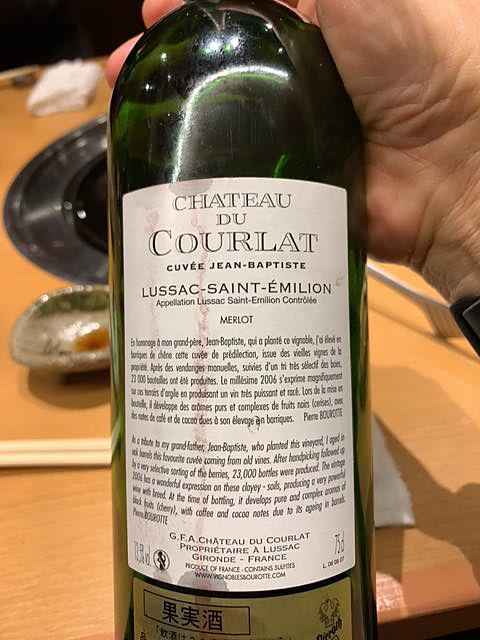 CHATEAU
DU
COURLAT
CUVÉE JEAN-BAPTISTE
LUSSAC-SAINT-ÉMILION
Appellation Lussac Saint-Emilion Contrôlée
MERLOT
En hommage à mon grand-père, Jean-Baptiste, qui a planté ce vignoble, j'ai élevé en
barriques de chêne cette cuvée de prédilection, issue des vieilles vignes de la
propriété. Après des vendanges manuelles, suivies d'un tri très sélectif des baies,
23 000 bouteilles ont été produites. Le millésime 2006 s'exprime magnifiquement
sur ces terroirs d'argile en produisant un vin très puissant et racé. Lors de la mise en
bouteille, il développe des arômes purs et complexes de fruits noirs (cerises), avec
des notes de café et de cacao dues à son élevage en barriques. Pierre BOUROTTE
As a tribute to my grand-father, Jean-Baptiste, who planted this vineyard, I aged in
oak barrels this favourite cuvée coming from old vines. After handpicking followed up
by a very selective sorting of the berries, 23,000 bottles were produced. The vintage
2006 has a wonderful expression on these clayey - soils, producing a very powerful
wine with breed. At the time of bottling, it develops pure and complex aromas of
black fruits (cherry), with coffee and cocoa notes due to its ageing in barrels.
Pierre BOUROTTE
G.F.A. CHÂTEAU DU COURLAT
PROPRIÉTAIRE À LUSSAC
GIRONDE - FRANCE
PRODUCE OF FRANCE - CONTAINS SULFITES
WWW.VIGNOBLESBOUROTTE.COM
13,5% vol
75 cl
L. 06 06 07
果実酒